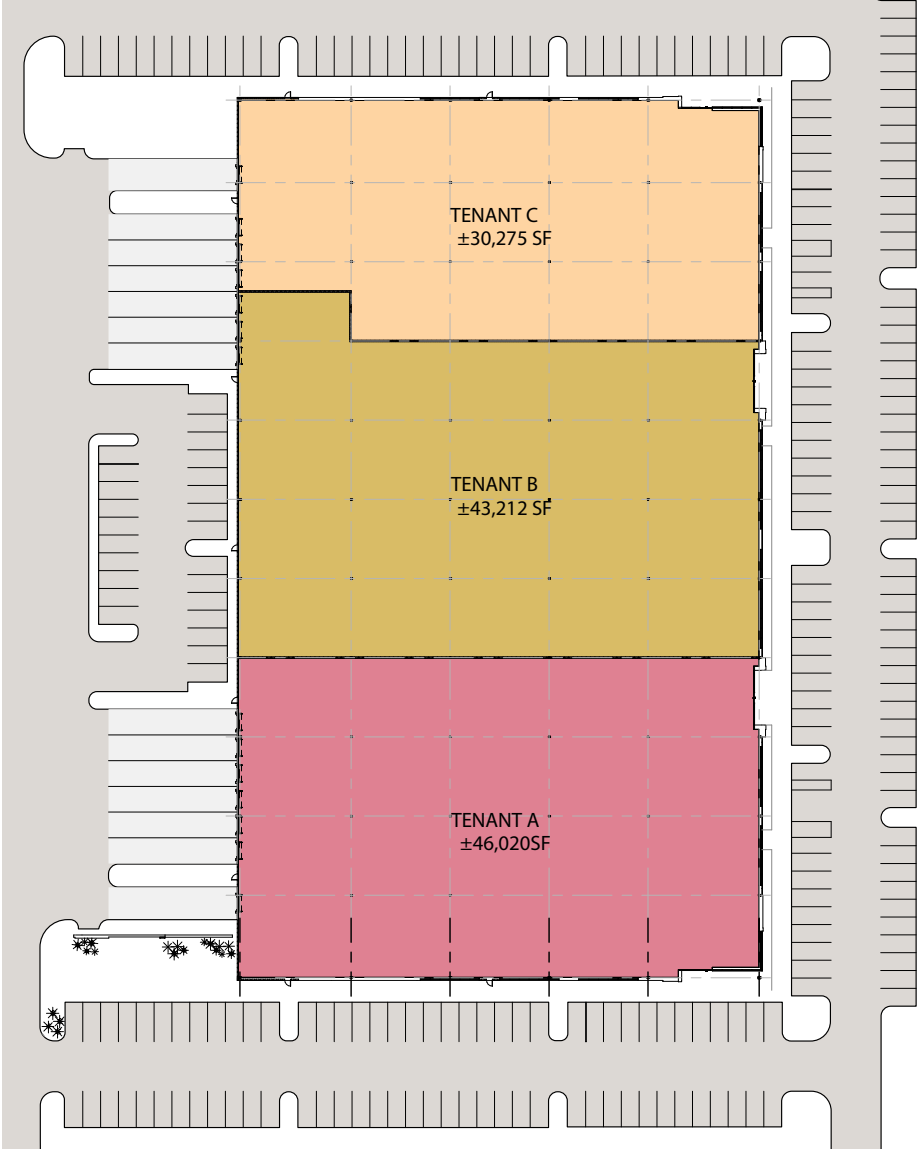 TENANT C
±30,275 SF
TENANT B
±43,212 SF
TENANT A
±46,020SF